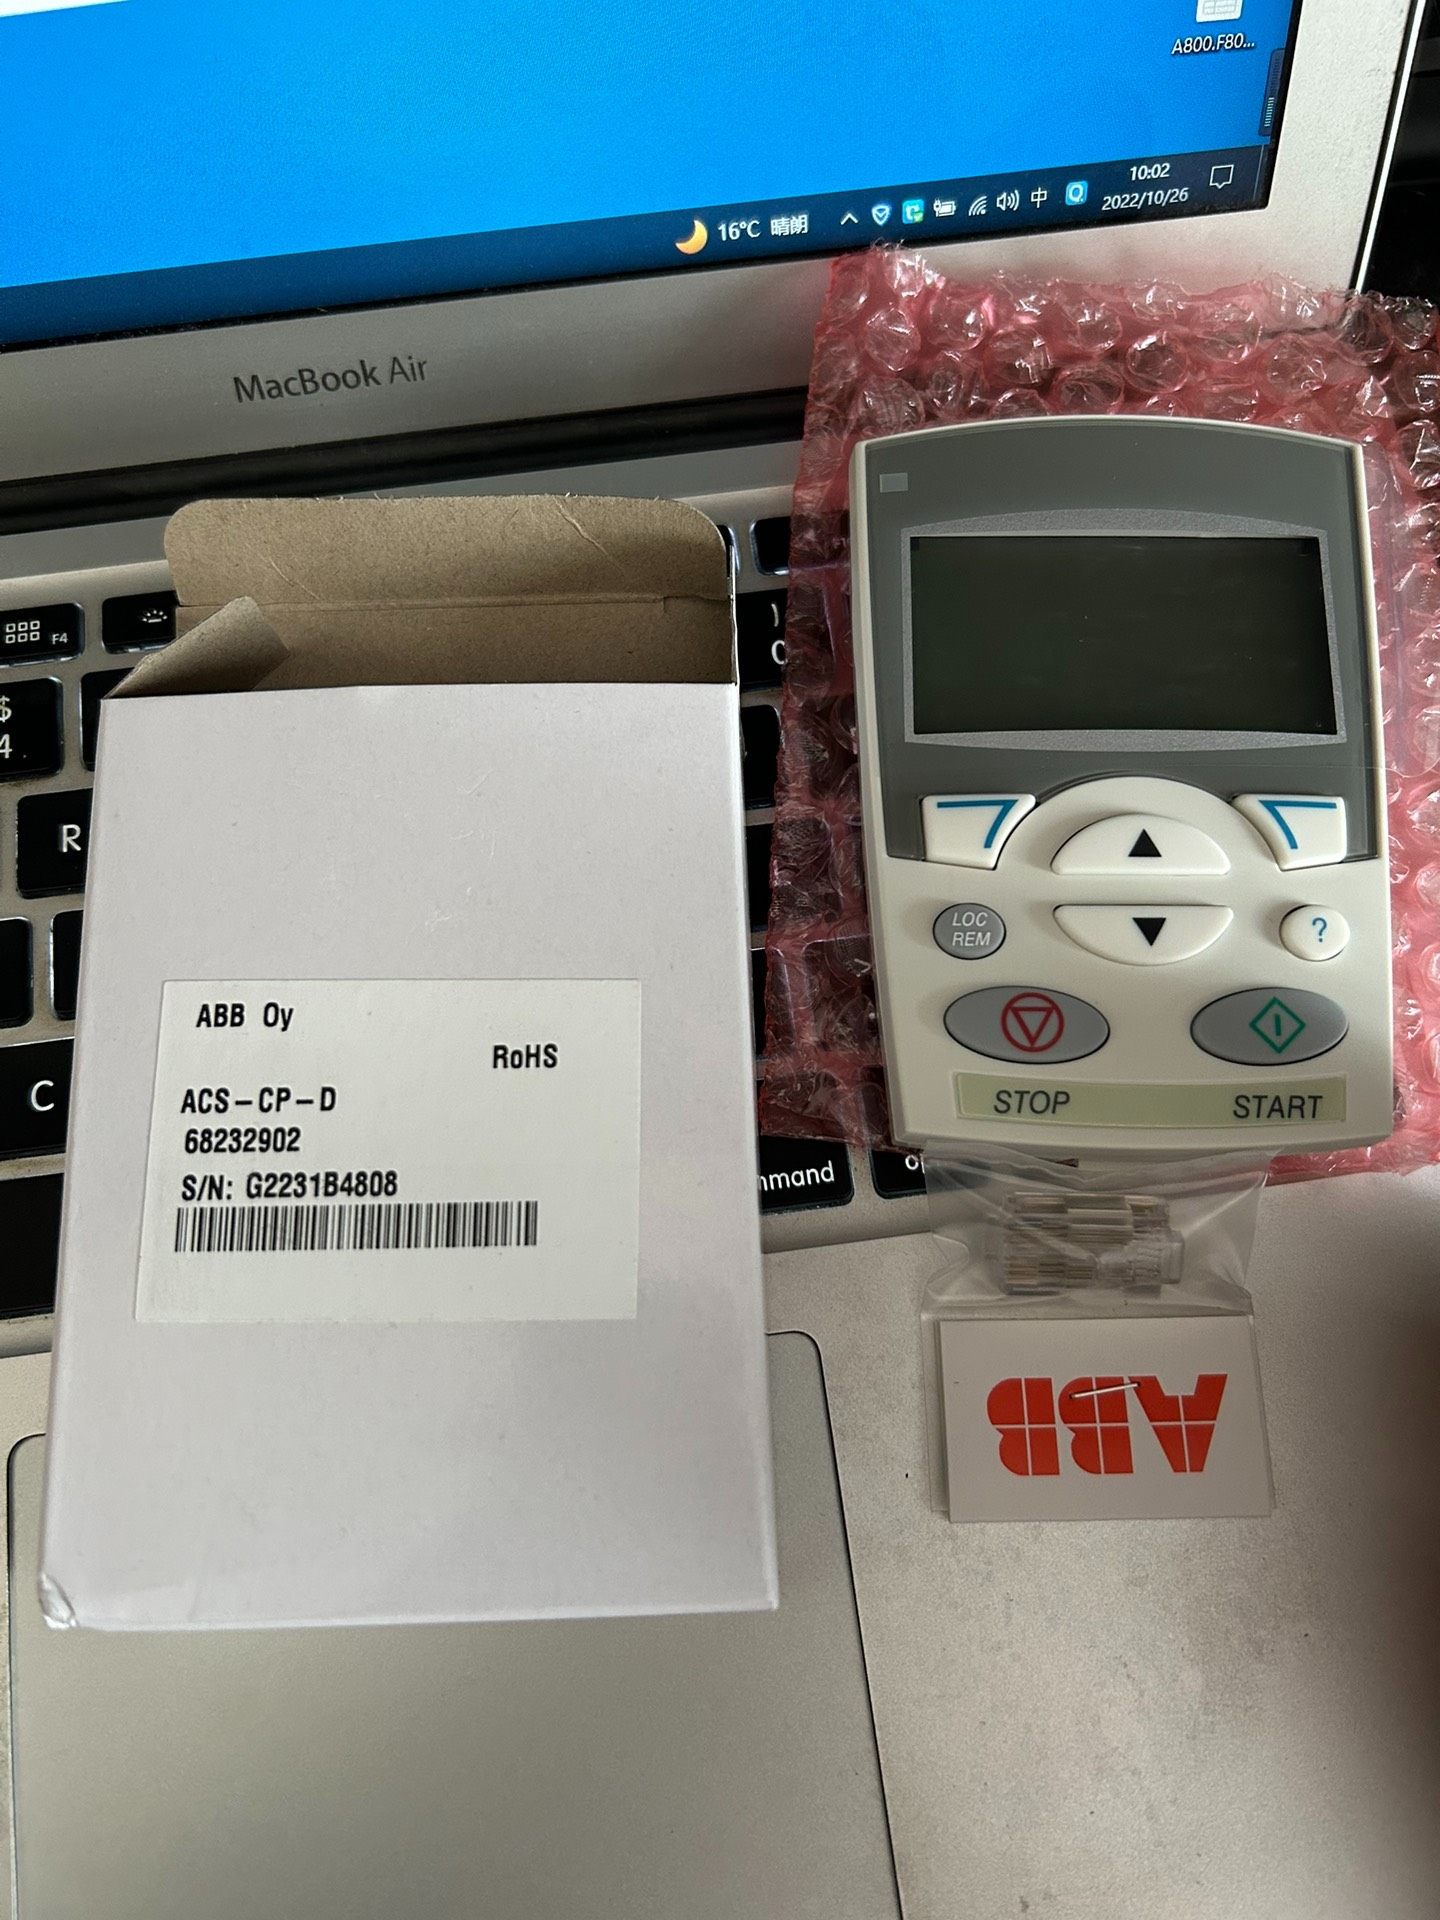 A800.F80...
16°C 晴朗
中
10:02
2022/10/26
MacBook Air
F4
$
4
)
R
C
mmand
ABB Oy
RoHS
ACS-CP-D
68232902
S/N: G2231B4808
LOC
REM
?
STOP
START
ABB